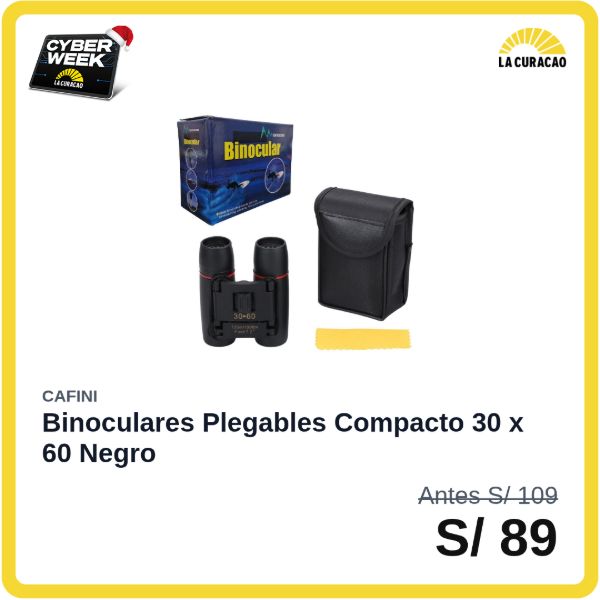 CYBER
WEEK
LA CURACAO
LA CURACAO
Binocular
30×60
CAFINI
Binoculares Plegables Compacto 30 x
60 Negro
Antes S/ 109
S/ 89